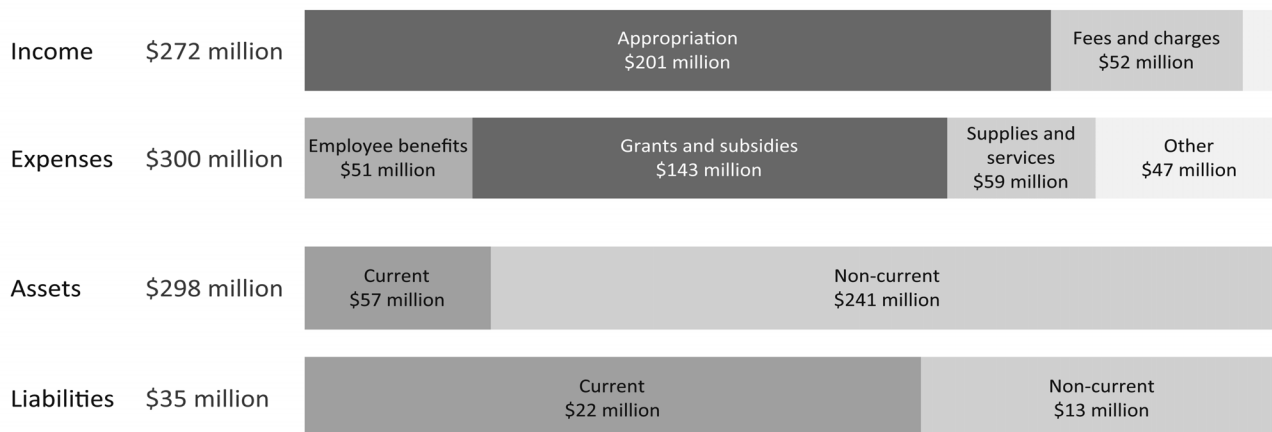 Income $272 million
Appropriation
$201 million
Fees and charges
$52 million
Expenses $300 million
Employee benefits
$51 million
Grants and subsidies
$143 million
Supplies and
services
$59 million
Other
$47 million
Assets $298 million
Current
$57 million
Non-current
$241 million
Liabilities $35 million
Current
$22 million
Non-current
$13 million